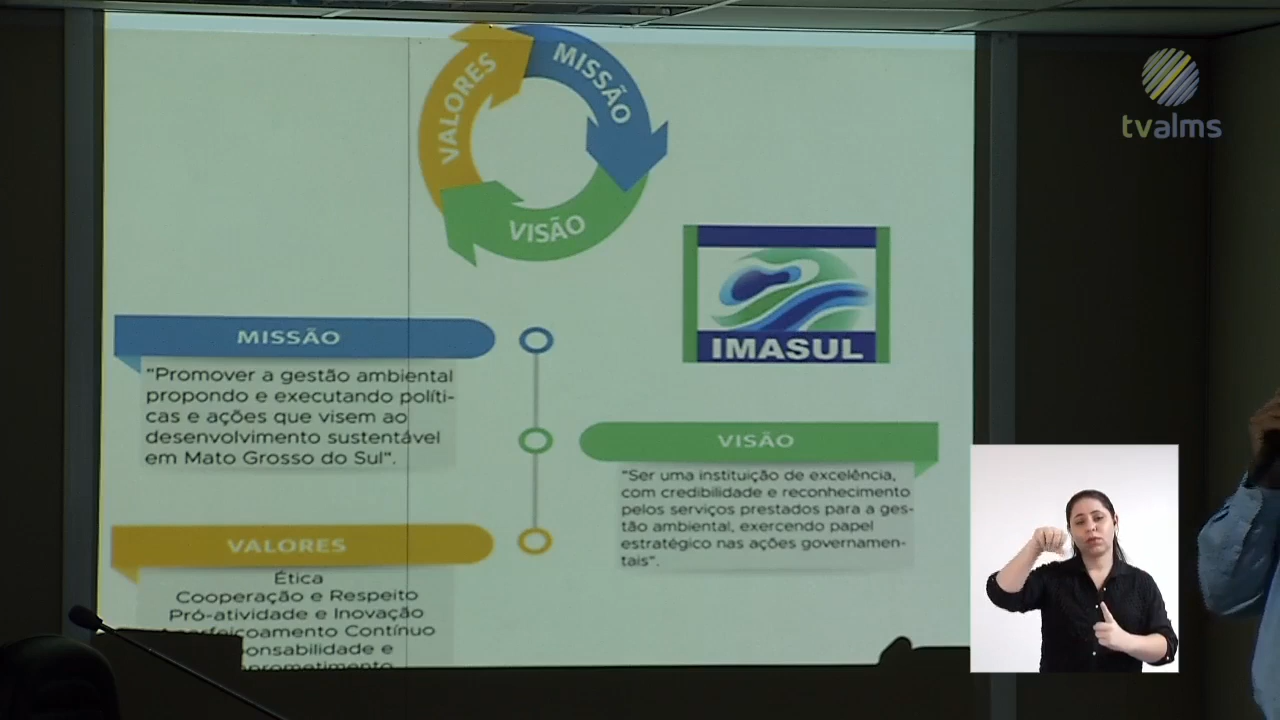 VALORES
MISSÃO
VISÃO
tvalms
IMASUL
MISSÃO
"Promover a gestão ambiental
propondo e executando políti-
cas e ações que visem ao
desenvolvimento sustentável
em Mato Grosso do Sul".
VISÃO
"Ser uma instituição de excelência,
com credibilidade e reconhecimento
pelos serviços prestados para a ges-
tão ambiental, exercendo papel
estratégico nas ações governamen-
tais".
VALORES
Ética
Cooperação e Respeito
Pró-atividade e Inovação
Contínuo
e